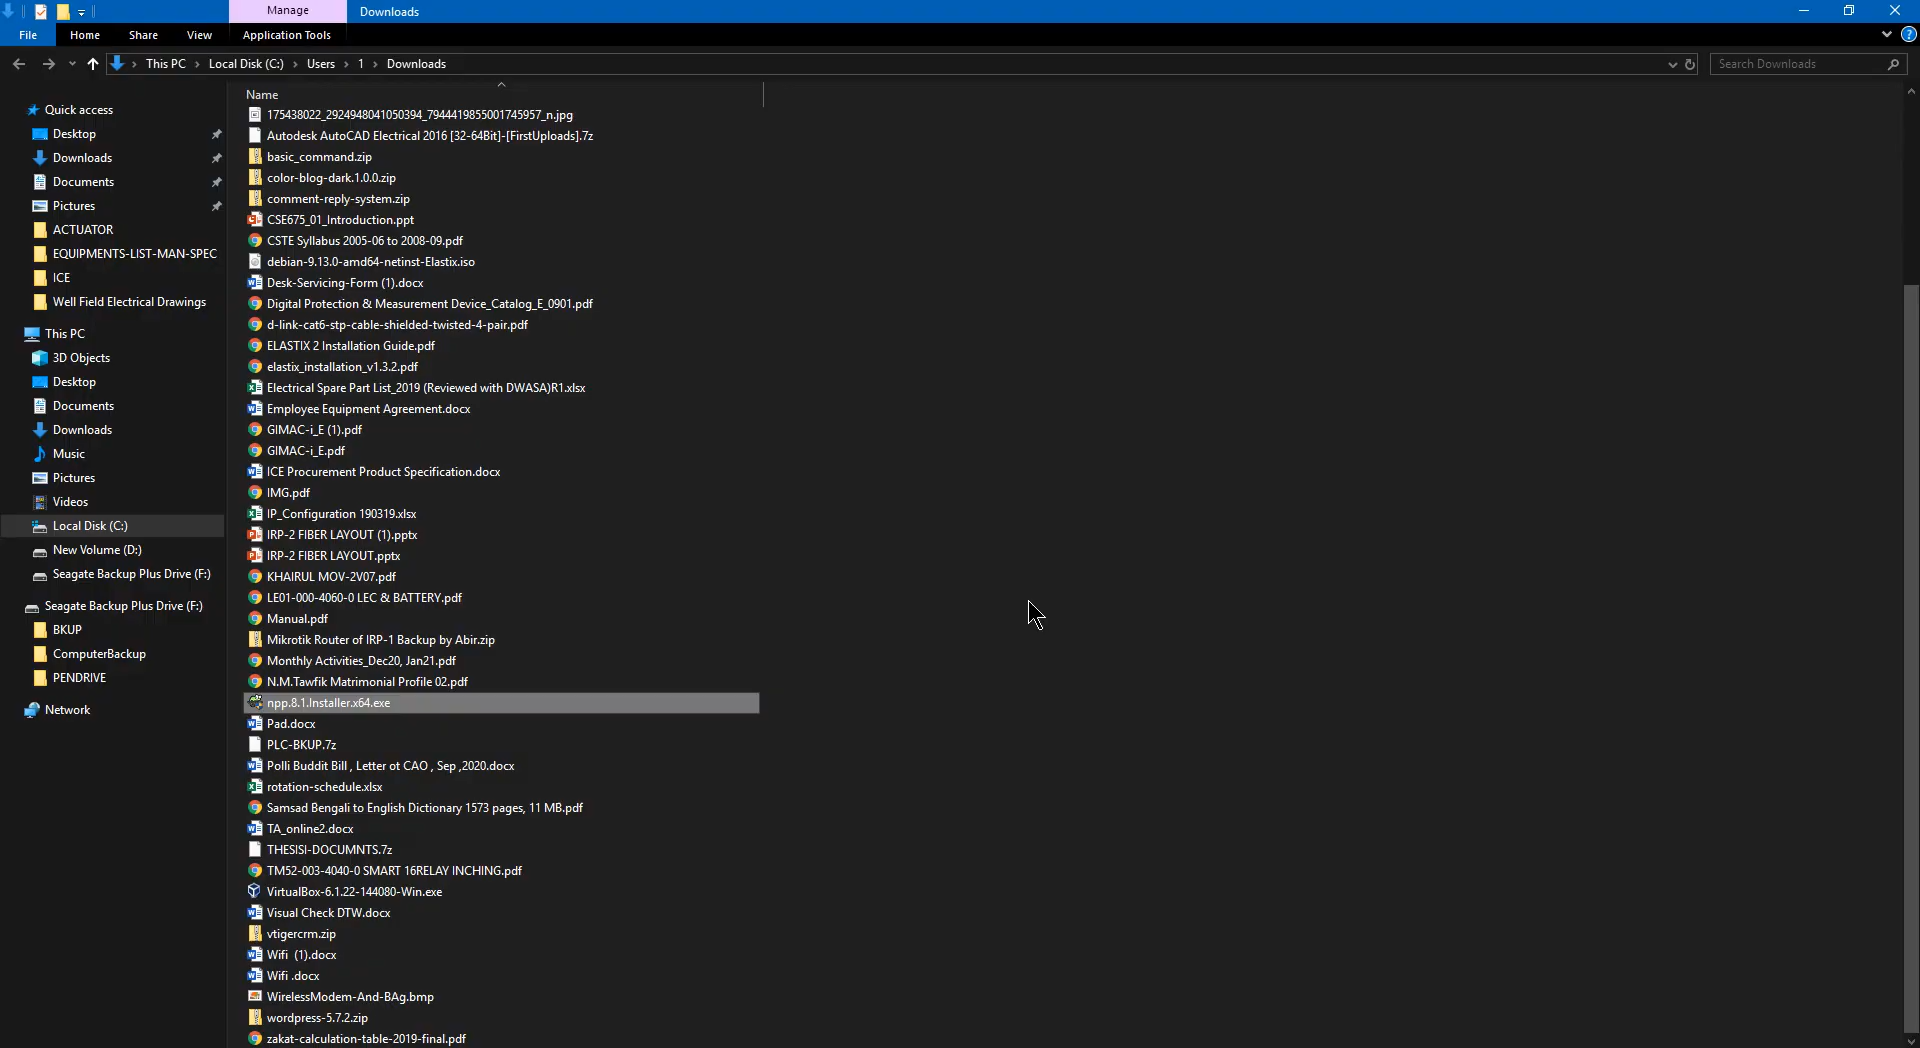 Manage
Downloads
File
Home
Share
View
Application Tools
This PC
Local Disk (C:)
Users
1
Downloads
Search Downloads
Quick access
Desktop
Downloads
Documents
Pictures
ACTUATOR
EQUIPMENTS-LIST-MAN-SPEC
ICE
Well Field Electrical Drawings
This PC
3D Objects
Desktop
Documents
Downloads
Music
Pictures
Videos
Local Disk (C:)
New Volume (D:)
Seagate Backup Plus Drive (F:)
Seagate Backup Plus Drive (F:)
BKUP
ComputerBackup
PENDRIVE
Network
Name
175438022_2924948041050394_7944419855001745957_n.jpg
Autodesk AutoCAD Electrical 2016 [32-64Bit]-[FirstUploads].7z
basic_command.zip
color-blog-dark.1.0.0.zip
comment-reply-system.zip
CSE675_01_Introduction.ppt
CSTE Syllabus 2005-06 to 2008-09.pdf
debian-9.13.0-amd64-netinst-Elastix.iso
Desk-Servicing-Form (1).docx
Digital Protection & Measurement Device_Catalog_E_0901.pdf
d-link-cat6-stp-cable-shielded-twisted-4-pair.pdf
ELASTIX 2 Installation Guide.pdf
elastix_installation_v1.3.2.pdf
Electrical Spare Part List_2019 (Reviewed with DWASA)R1.xlsx
Employee Equipment Agreement.docx
GIMAC-i_E (1).pdf
GIMAC-i_E.pdf
ICE Procurement Product Specification.docx
IMG.pdf
IP_Configuration 190319.xlsx
IRP-2 FIBER LAYOUT (1).pptx
IRP-2 FIBER LAYOUT.pptx
KHAIRUL MOV-2V07.pdf
LE01-000-4060-0 LEC & BATTERY.pdf
Manual.pdf
Mikrotik Router of IRP-1 Backup by Abir.zip
Monthly Activities_Dec20, Jan21.pdf
N.M.Tawfik Matrimonial Profile 02.pdf
npp.8.1.Installer.x64.exe
Pad.docx
PLC-BKUP.7z
Polli Buddit Bill , Letter ot CAO , Sep ,2020.docx
rotation-schedule.xlsx
Samsad Bengali to English Dictionary 1573 pages, 11 MB.pdf
TA_online2.docx
THESISI-DOCUMNTS.7z
TM52-003-4040-0 SMART 16RELAY INCHING.pdf
VirtualBox-6.1.22-144080-Win.exe
Visual Check DTW.docx
vtigercrm.zip
Wifi  (1).docx
Wifi .docx
WirelessModem-And-BAg.bmp
wordpress-5.7.2.zip
zakat-calculation-table-2019-final.pdf